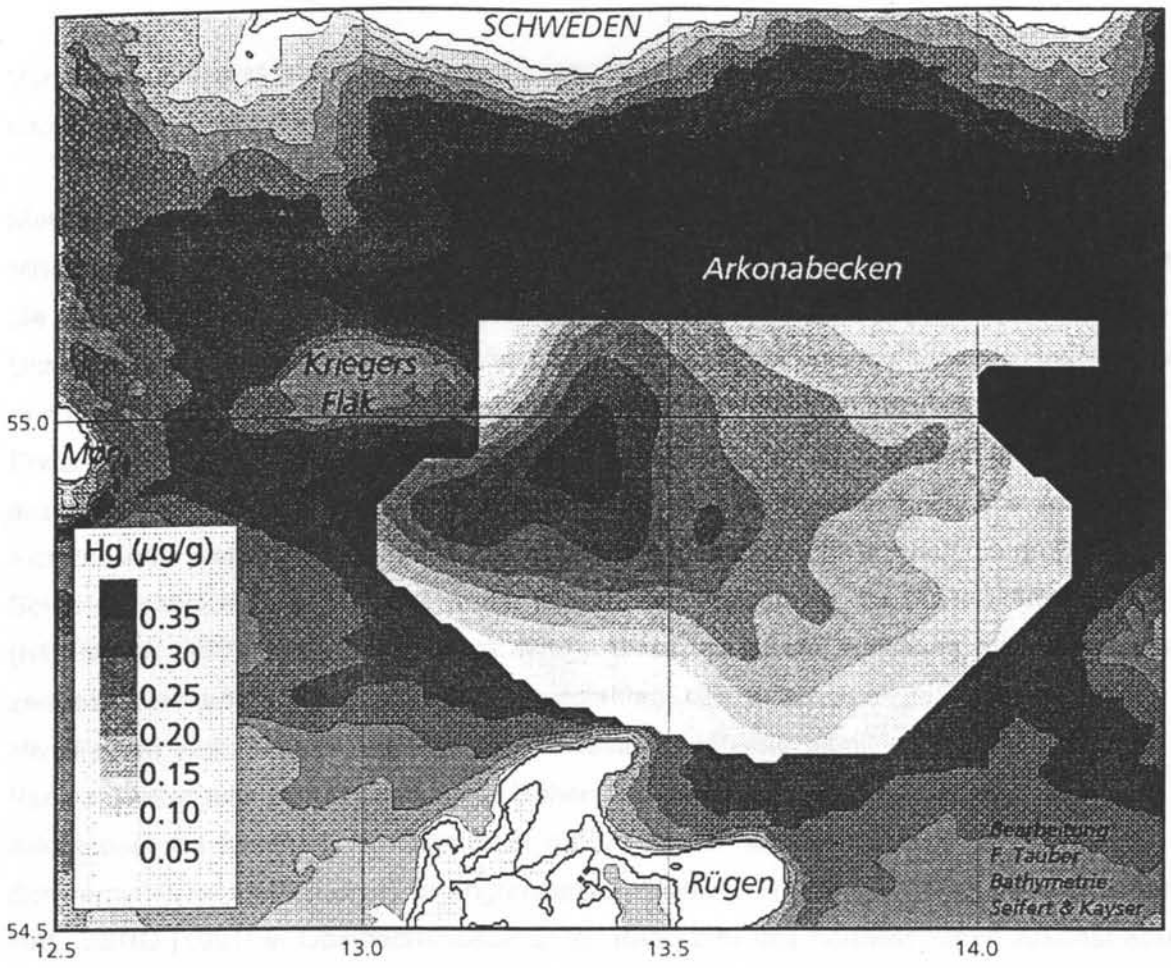 SCHWEDEN
Arkonabecken
Kriegers
Flak
55.0
Møn
Hg (µg/g)
0.35
0.30
0.25
0.20
0.15
0.10
0.05
Rügen
Bearbeitung
F. Tauber
Bathymetrie:
Seifert & Kayser
54.5
12.5
13.0
13.5
14.0